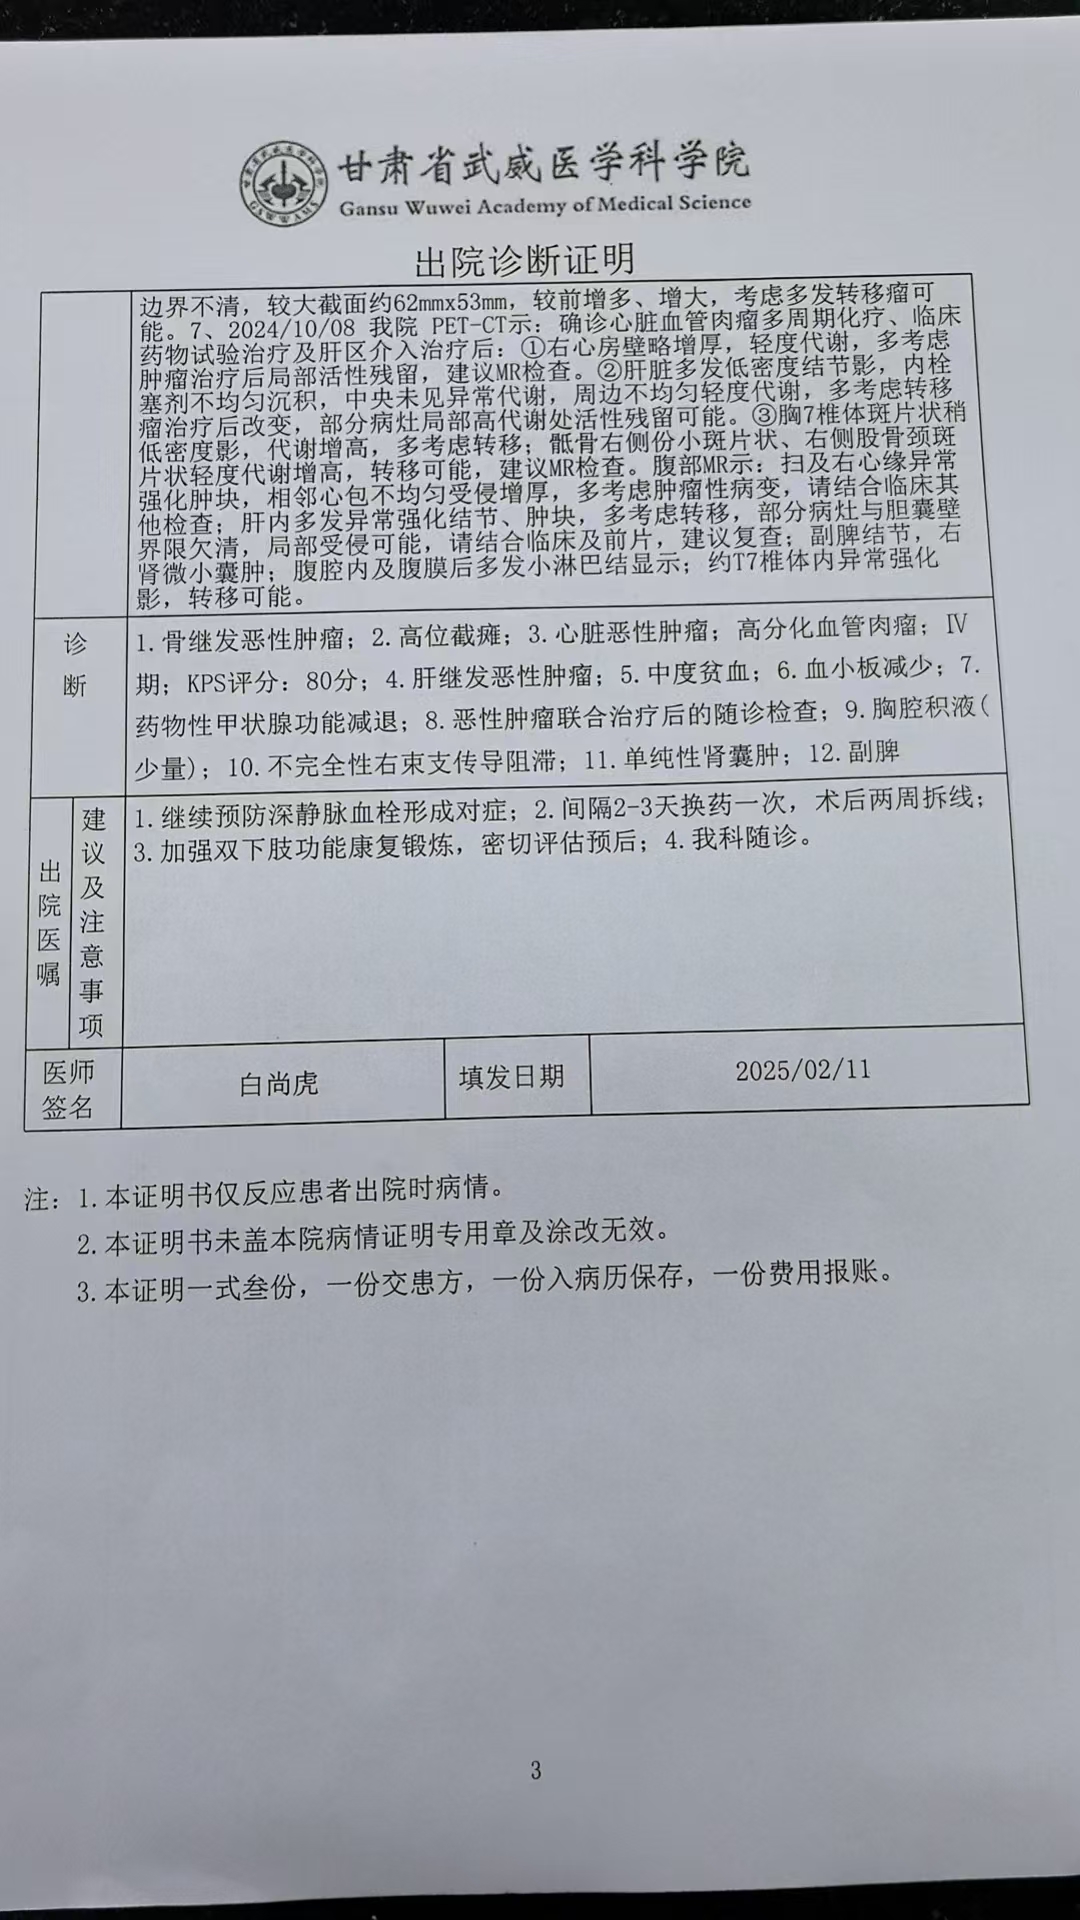 甘肃省武威医学科学院
Gansu Wuwei Academy of Medical Science
出院诊断证明
边界不清，较大截面约62mmx53mm，较前增多、增大，考虑多发转移瘤可
能。7、2024/10/08 我院 PET-CT示：确诊心脏血管肉瘤多周期化疗、临床
药物试验治疗及肝区介入治疗后：①右心房壁略增厚，轻度代谢，多考虑
肿瘤治疗后局部活性残留，建议MR检查。②肝脏多发低密度结节影，内栓
塞剂不均匀沉积，中央未见异常代谢，周边不均匀轻度代谢，多考虑转移
瘤治疗后改变，部分病灶局部高代谢处活性残留可能。③胸7椎体斑片状稍
低密度影，代谢增高，多考虑转移；骶骨右侧份小斑片状、右侧股骨颈斑
片状轻度代谢增高，转移可能，建议MR检查。腹部MR示：扫及右心缘异常
强化肿块，相邻心包不均匀受侵增厚，多考虑肿瘤性病变，请结合临床其
他检查；肝内多发异常强化结节、肿块，多考虑转移，部分病灶与胆囊壁
界限欠清，局部受侵可能，请结合临床及前片，建议复查；副脾结节，右
肾微小囊肿；腹腔内及腹膜后多发小淋巴结显示；约T7椎体内异常强化
影，转移可能。
诊断
1.骨继发恶性肿瘤；2.高位截瘫；3.心脏恶性肿瘤；高分化血管肉瘤；Ⅳ
期；KPS评分：80分；4.肝继发恶性肿瘤；5.中度贫血；6.血小板减少；7.
药物性甲状腺功能减退；8.恶性肿瘤联合治疗后的随诊检查；9.胸腔积液(
少量)；10.不完全性右束支传导阻滞；11.单纯性肾囊肿；12.副脾
出院医嘱
建议及注意事项
1.继续预防深静脉血栓形成对症；2.间隔2-3天换药一次，术后两周拆线；
3.加强双下肢功能康复锻炼，密切评估预后；4.我科随诊。
医师
签名
白尚虎
填发日期
2025/02/11
注：1.本证明书仅反应患者出院时病情。
2.本证明书未盖本院病情证明专用章及涂改无效。
3.本证明一式叁份，一份交患方，一份入病历保存，一份费用报账。
3